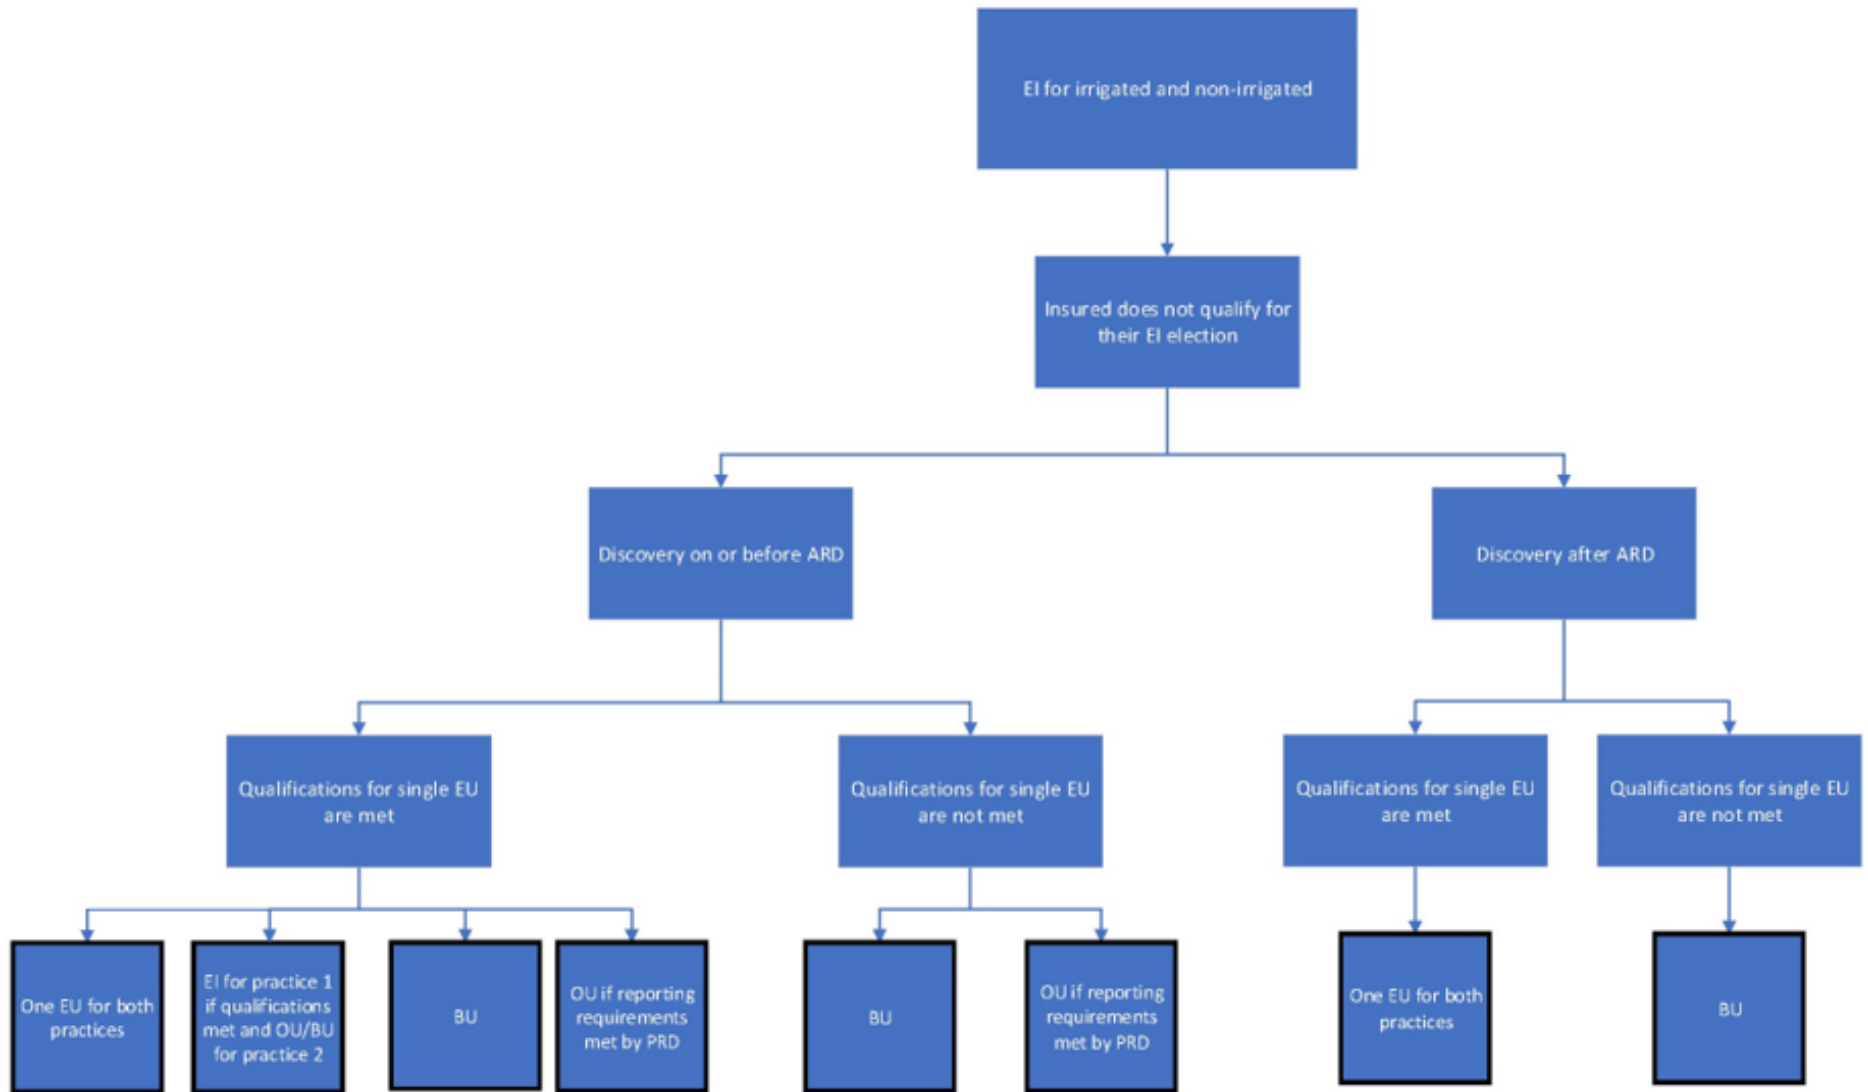 EI for irrigated and non-irrigated
Insured does not qualify for
their EI election
Discovery on or before ARD
Discovery after ARD
Qualifications for single EU
are met
Qualifications for single EU
are not met
Qualifications for single EU
are met
Qualifications for single EU
are not met
One EU for both
practices
EI for practice 1
if qualifications
met and OU/BU
for practice 2
BU
OU if reporting
requirements
met by PRD
BU
OU if reporting
requirements
met by PRD
One EU for both
practices
BU